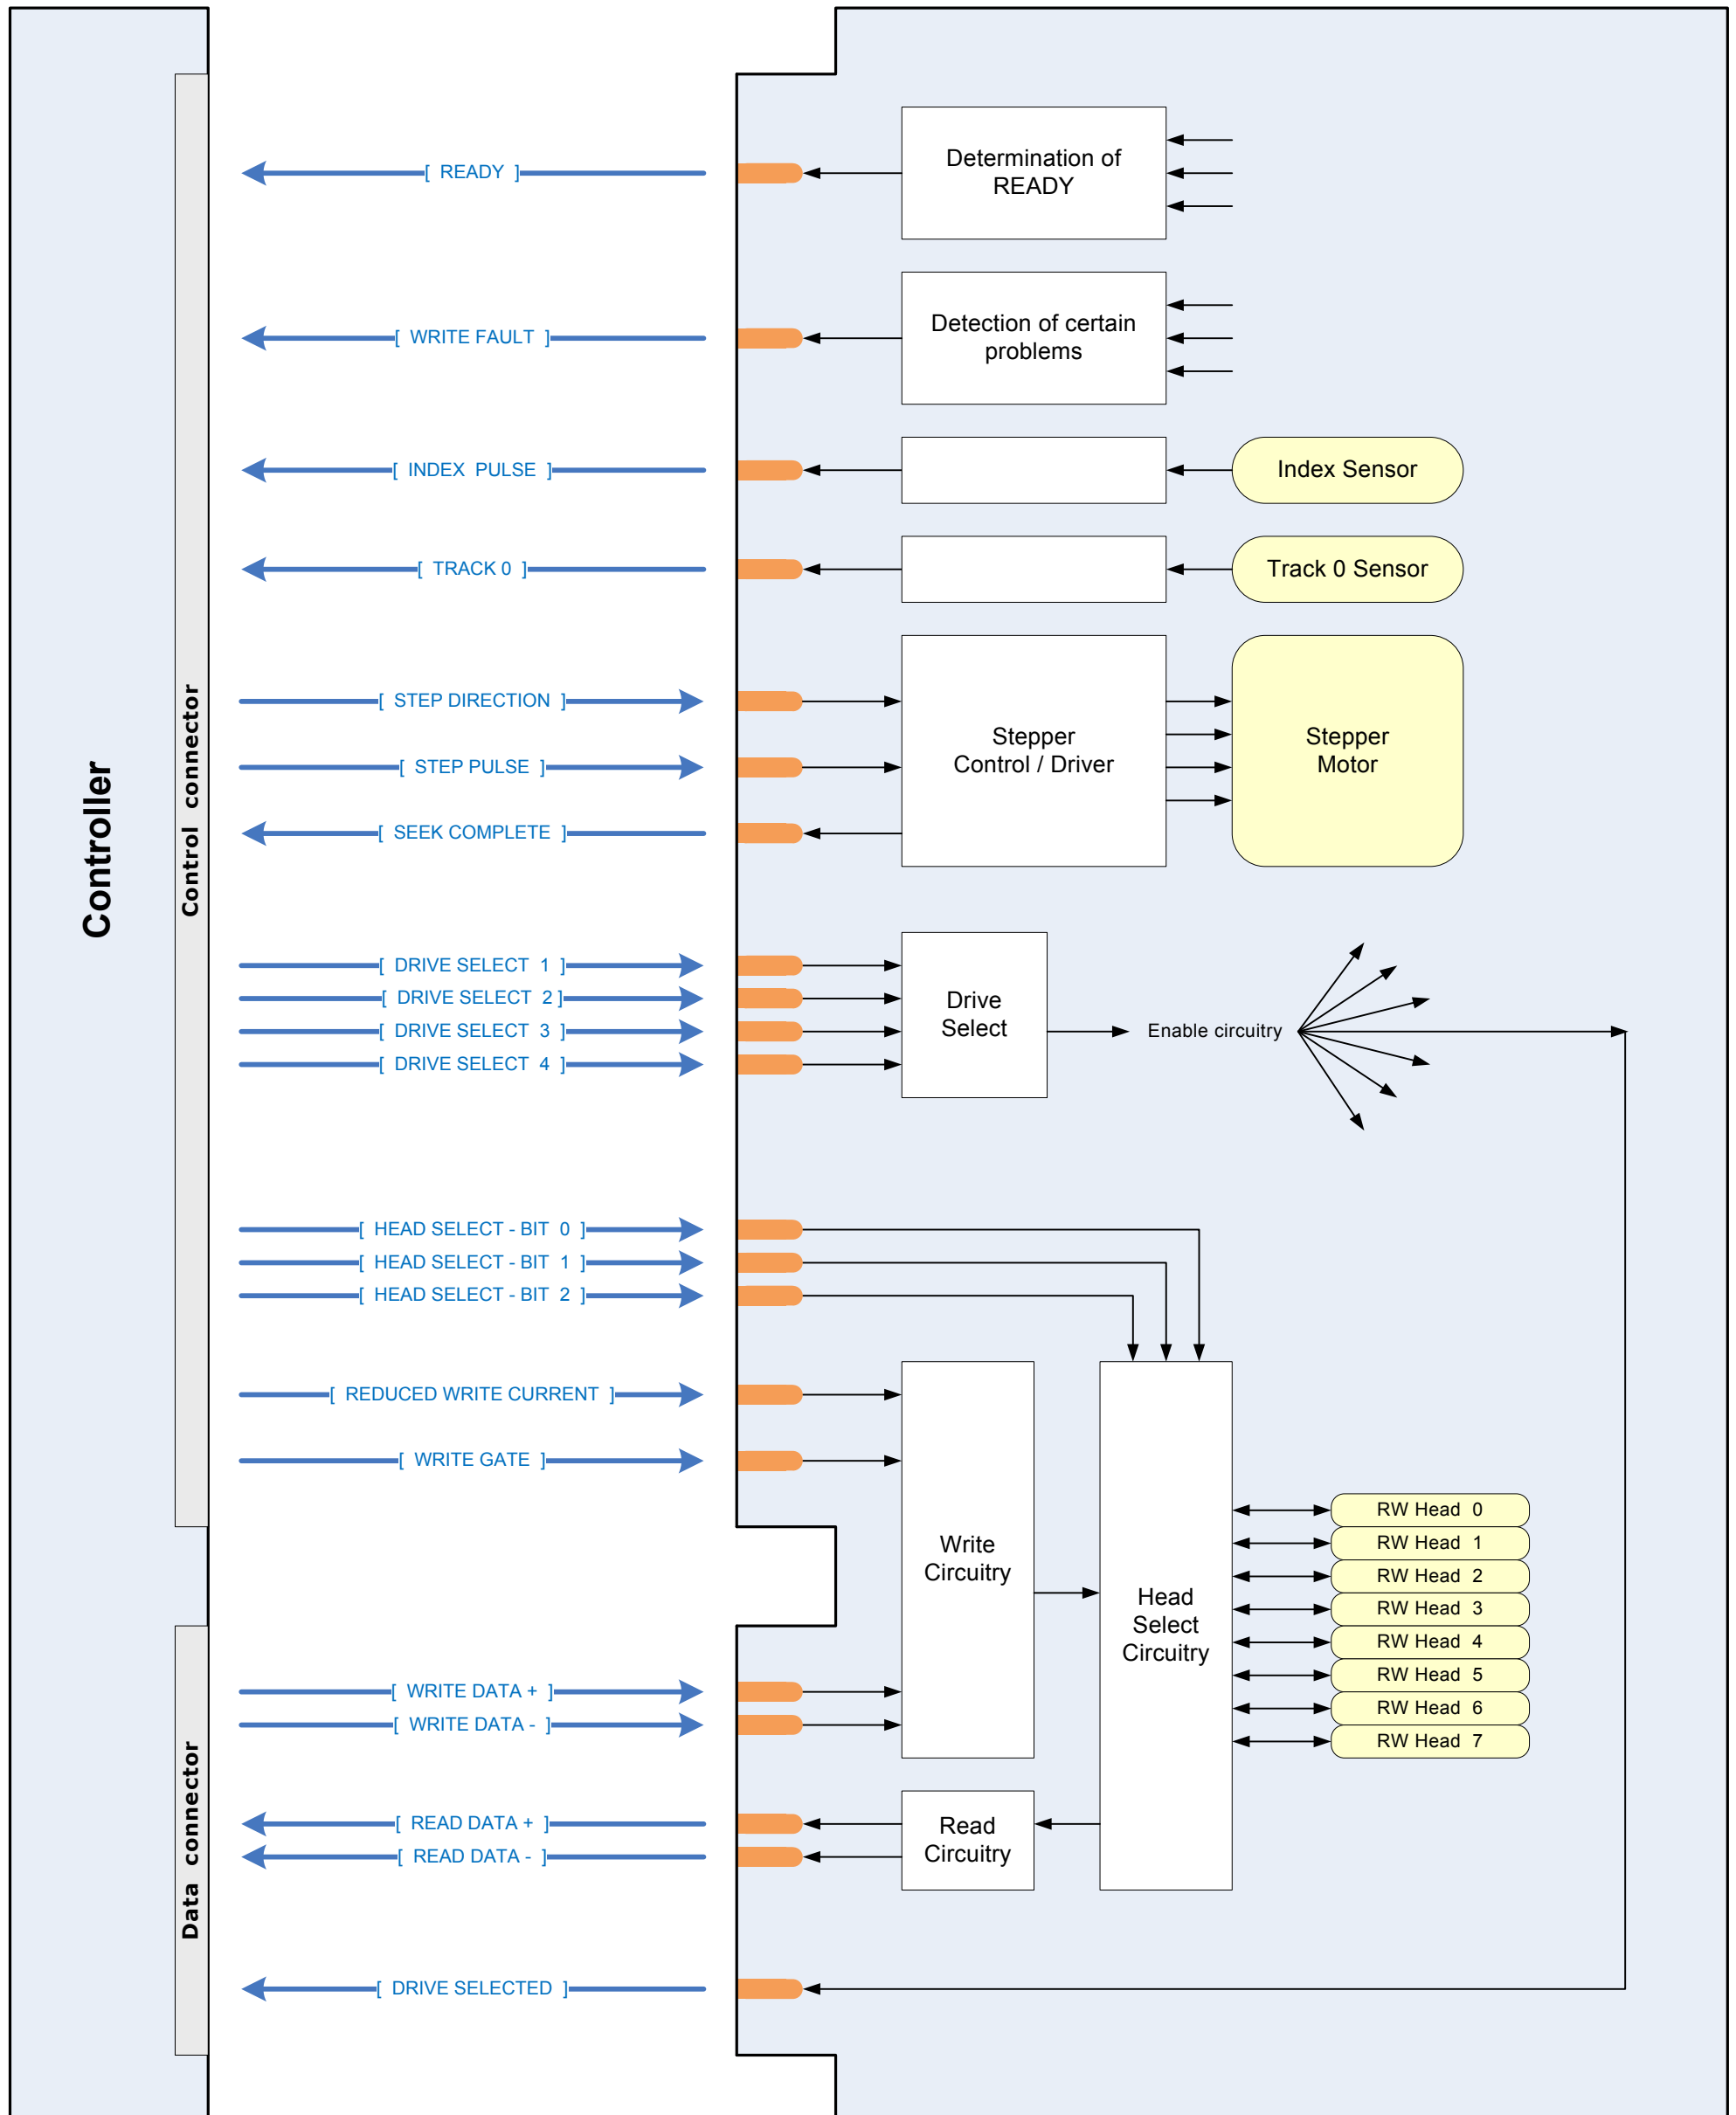 Controller
Control connector
Data connector
[ READY ]
Determination of
READY
[ WRITE FAULT ]
Detection of certain
problems
[ INDEX PULSE ]
Index Sensor
[ TRACK 0 ]
Track 0 Sensor
[ STEP DIRECTION ]
[ STEP PULSE ]
[ SEEK COMPLETE ]
Stepper
Control / Driver
Stepper
Motor
[ DRIVE SELECT 1 ]
[ DRIVE SELECT 2 ]
[ DRIVE SELECT 3 ]
[ DRIVE SELECT 4 ]
Drive
Select
Enable circuitry
[ HEAD SELECT - BIT 0 ]
[ HEAD SELECT - BIT 1 ]
[ HEAD SELECT - BIT 2 ]
[ REDUCED WRITE CURRENT ]
[ WRITE GATE ]
Write
Circuitry
Head
Select
Circuitry
RW Head 0
RW Head 1
RW Head 2
RW Head 3
RW Head 4
RW Head 5
RW Head 6
RW Head 7
[ WRITE DATA + ]
[ WRITE DATA - ]
[ READ DATA + ]
[ READ DATA - ]
Read
Circuitry
[ DRIVE SELECTED ]